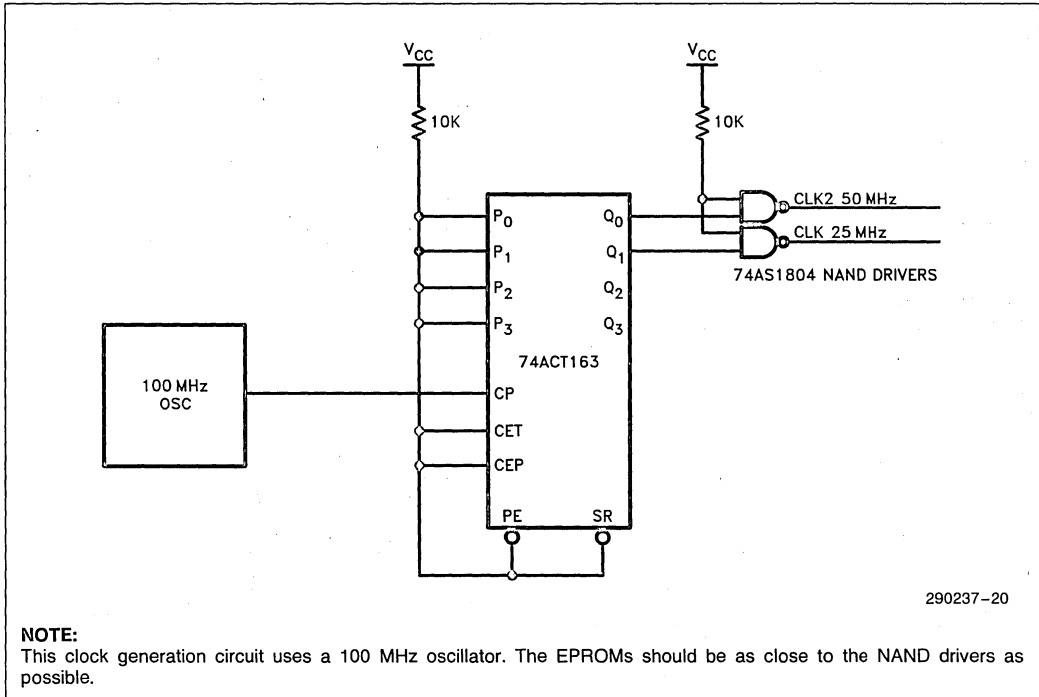 VCC VCC
10K 10K
P0 Q0 CLK2 50 MHz
P1 Q1 CLK 25 MHz
74AS1804 NAND DRIVERS
P2 Q2
P3 Q3
74ACT163
100 MHz
OSC
CP
CET
CEP
PE SR
290237–20
NOTE:
This clock generation circuit uses a 100 MHz oscillator. The EPROMs should be as close to the NAND drivers as
possible.